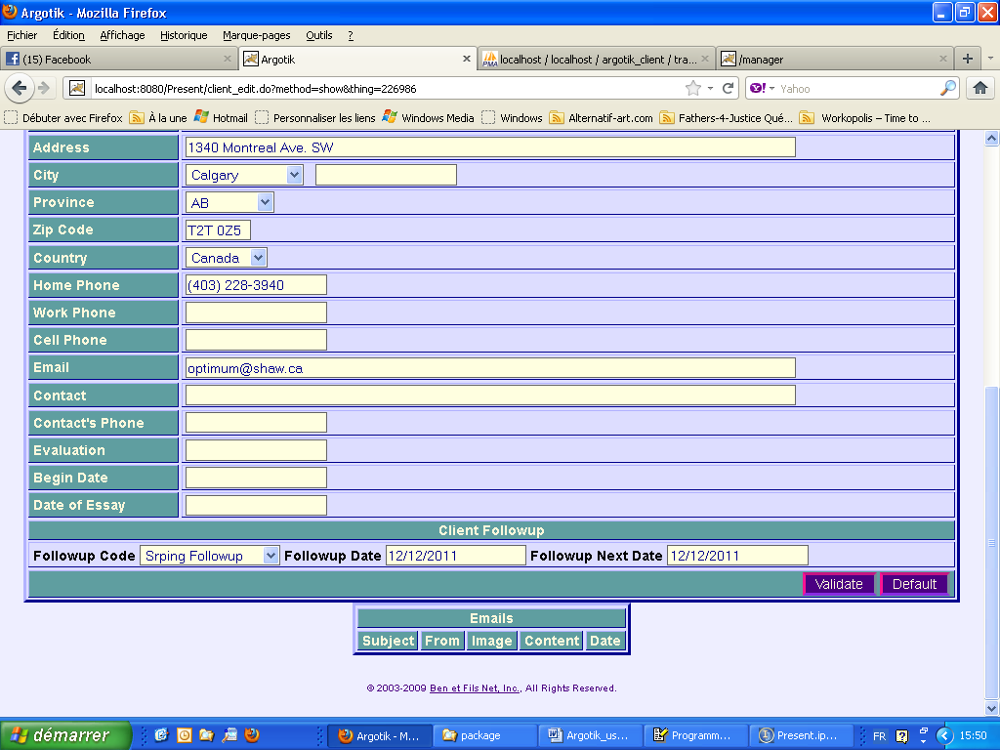 Argotik - Mozilla Firefox
Fichier Édition Affichage Historique Marque-pages Outils ?
(15) Facebook Argotik localhost / localhost / argotik_client / tra... /manager
localhost:8080/Present/client_edit.do?method=show&thing=226986 Yahoo
Débuter avec Firefox À la une Hotmail Personnaliser les liens Windows Media Windows Alternatif-art.com Fathers-4-Justice Qué... Workopolis – Time to ...
Address 1340 Montreal Ave. SW
City Calgary
Province AB
Zip Code T2T 0Z5
Country Canada
Home Phone (403) 228-3940
Work Phone
Cell Phone
Email optimum@shaw.ca
Contact
Contact's Phone
Evaluation
Begin Date
Date of Essay
Client Followup
Followup Code Srping Followup Followup Date 12/12/2011 Followup Next Date 12/12/2011
Validate Default
Emails
Subject From Image Content Date
© 2003-2009 Ben et Fils Net, Inc., All Rights Reserved.
démarrer Argotik - M... package Argotik_us... Programm... Present.ip... FR 15:50